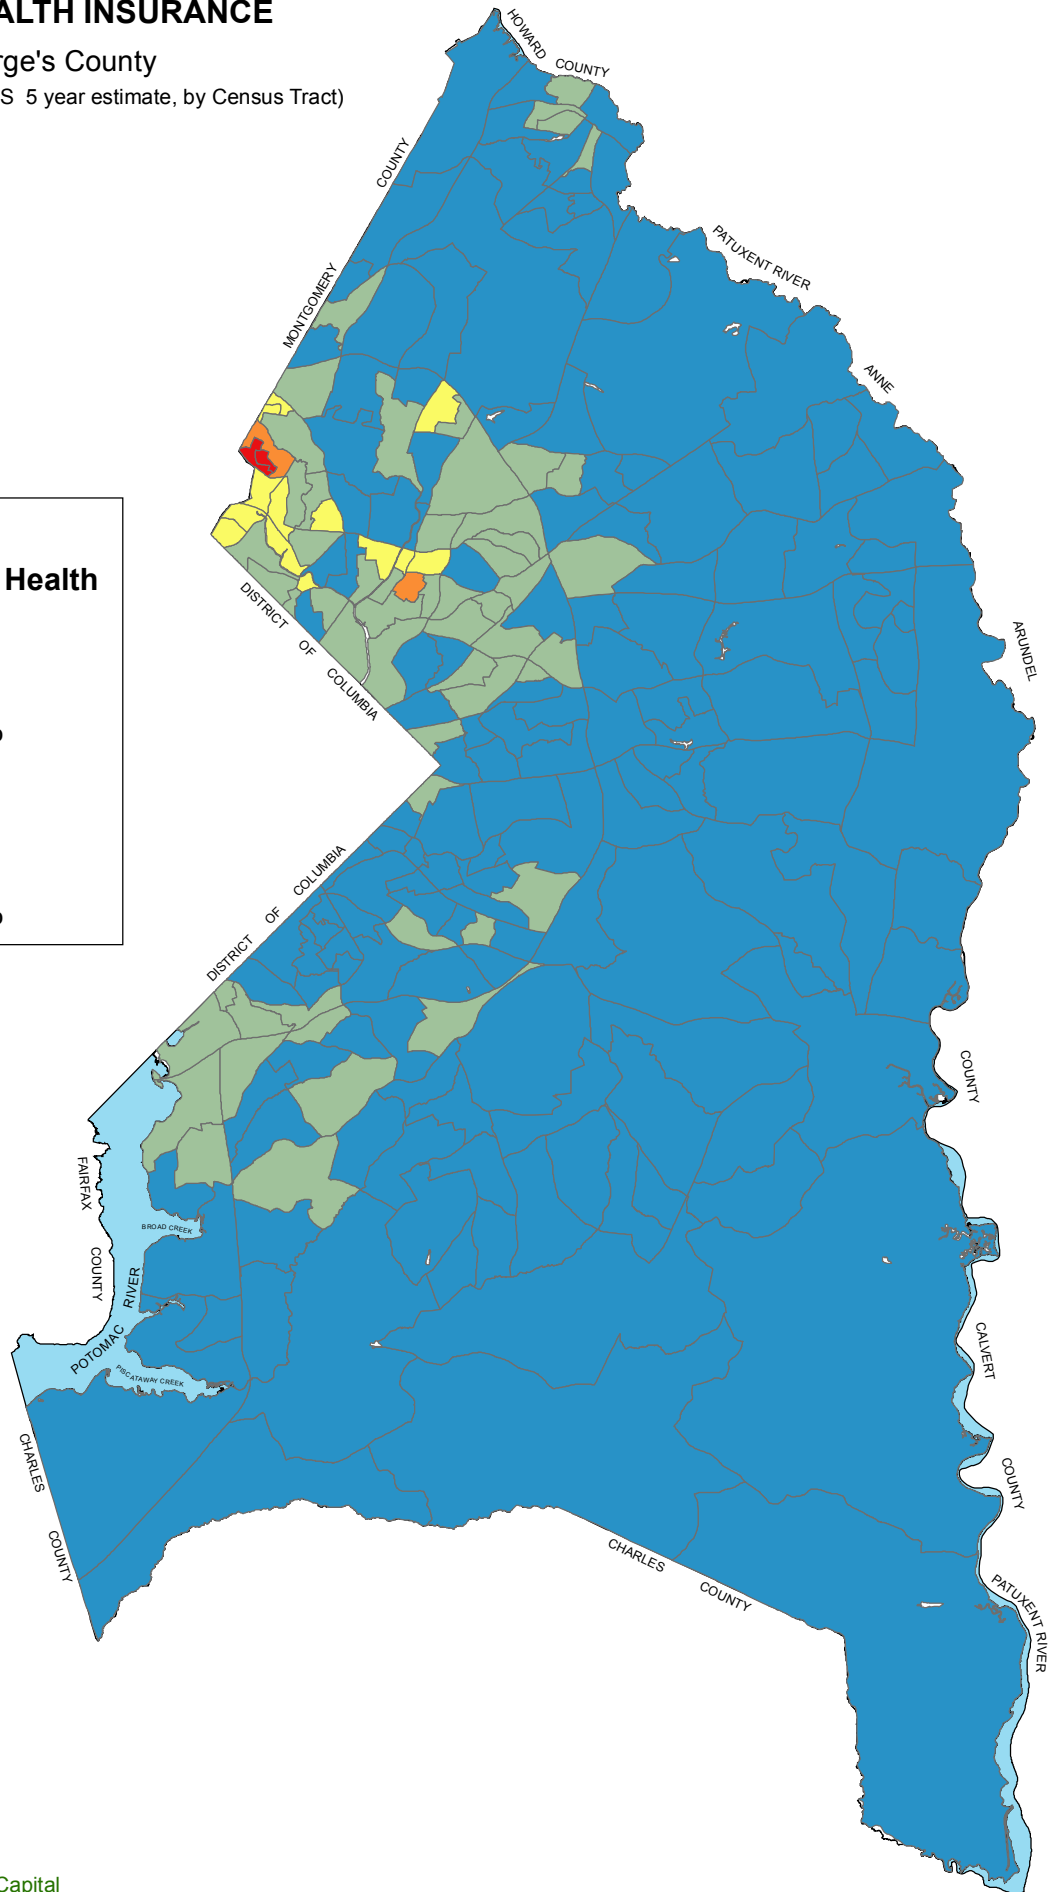 ALTH INSURANCE
rge's County
S 5 year estimate, by Census Tract)
HOWARD COUNTY
MONTGOMERY COUNTY
PATUXENT RIVER
ANNE ARUNDEL COUNTY
Health
DISTRICT OF COLUMBIA
DISTRICT OF COLUMBIA
FAIRFAX COUNTY
BROAD CREEK
POTOMAC RIVER
PISCATAWAY CREEK
CALVERT COUNTY
CHARLES COUNTY
CHARLES COUNTY
PATUXENT RIVER
Capital